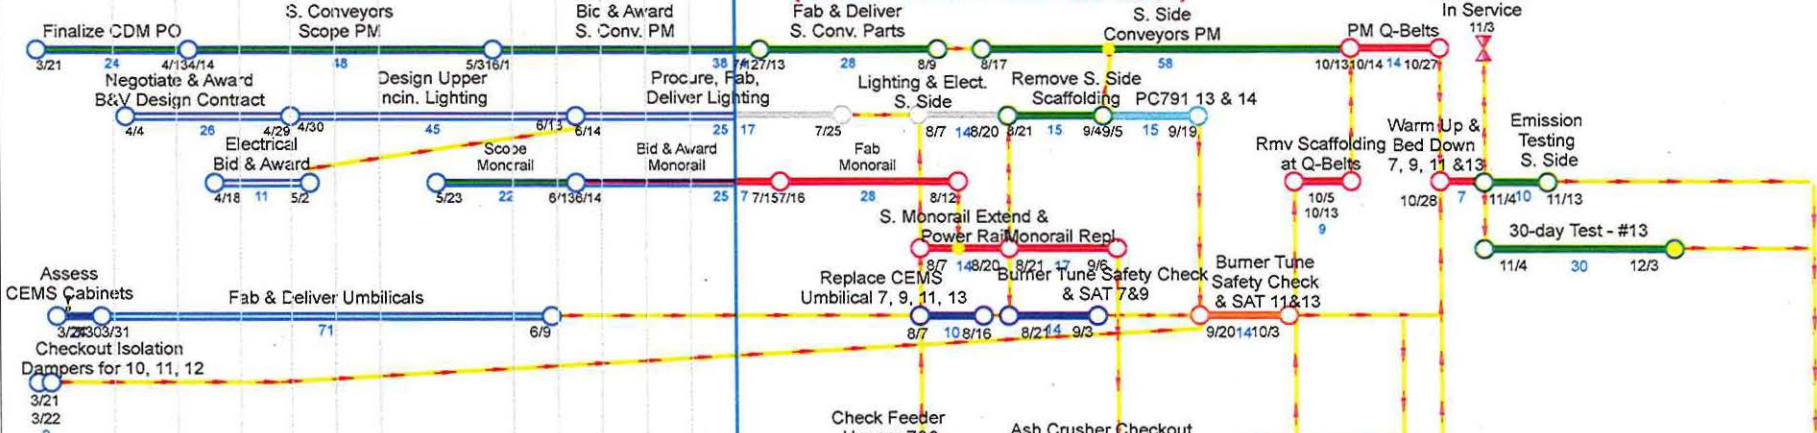 S. Conveyors
Scope PM
Bid & Award
S. Conv. PM
Fab & Deliver
S. Conv. Parts
S. Side
Conveyors PM
PM Q-Belts
In Service
11/3
Finalize CDM PO
3/21 24 4/13 4/14 48 5/31 6/1 38 7/12 7/13 28 8/9 8/17 58 10/13 10/14 14 10/27
Negotiate & Award
B&V Design Contract
Design Upper
ncin. Lighting
Procure, Fab,
Deliver Lighting
Lighting & Elect.
S. Side
Remove S. Side
Scaffolding
PC791 13 & 14
4/4 26 4/29 4/30 45 6/13 6/14 25 17 7/25 8/7 14 8/20 8/21 15 9/4 9/5 15 9/19
Electrical
Bid & Award
4/18 11 5/2
Scope
Monorail
Bid & Award
Monorail
Fab
Monorail
5/23 22 6/13 6/14 25 7 7/15 7/16 28 8/12
Rmv Scaffolding
at Q-Belts
10/5
10/13
9
Warm Up &
Bed Down
7, 9, 11 &13
10/28 7 11/4 10 11/13
Emission
Testing
S. Side
30-day Test - #13
11/4 30 12/3
S. Monorail Extend &
Power Rail
Monorail Repl
8/7 14 8/20 8/21 17 9/6
Assess
CEMS Cabinets
Fab & Deliver Umbilicals
3/31 71 6/9
Replace CEMS
Umbilical 7, 9, 11, 13
8/7 10 8/16
Burner Tune Safety Check
& SAT 7&9
8/21 14 9/3
Burner Tune
Safety Check
& SAT 11&13
9/20 14 10/3
Checkout Isolation
Dampers for 10, 11, 12
3/21
3/22
Check Feeder
Ash Crusher Checkout